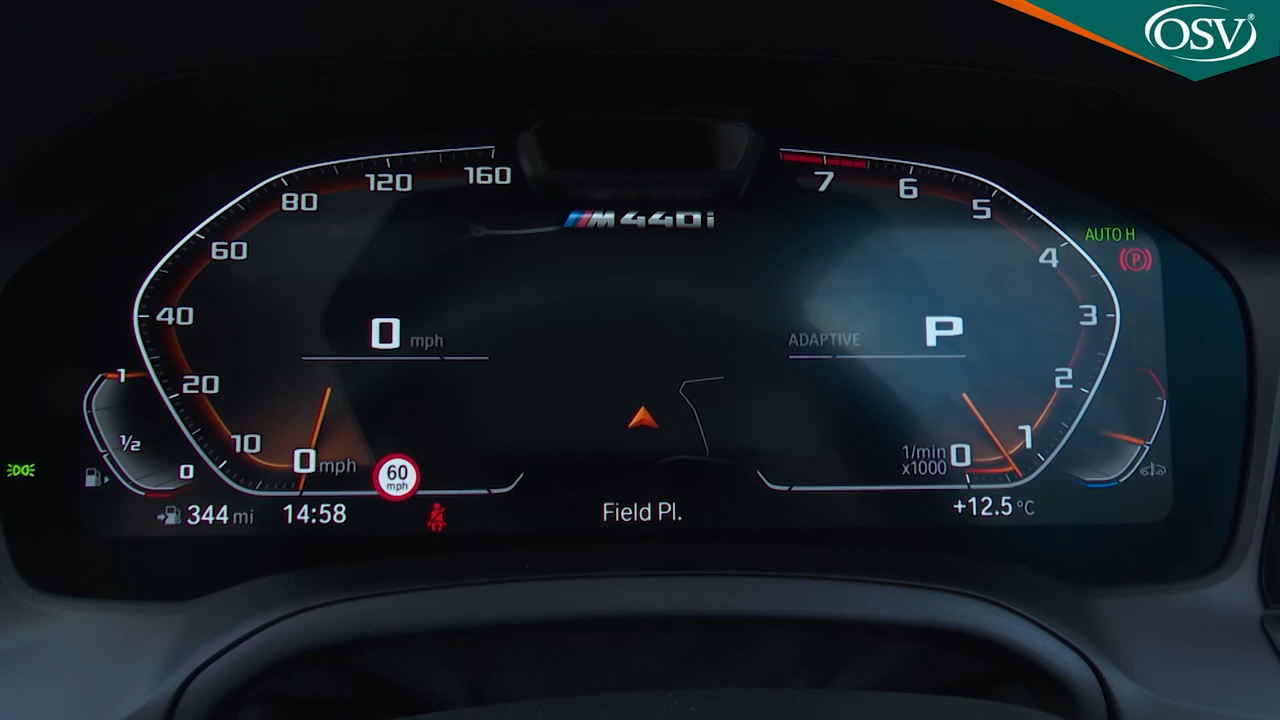 OSV®
160
120
80
60
40
20
10
0 mph
7
6
5
4
3
2
1
0
1/min
x1000
M440i
AUTO H
P
0 mph
ADAPTIVE P
1
1/2
0
60
mph
344 mi 14:58
Field Pl.
+12.5 °C